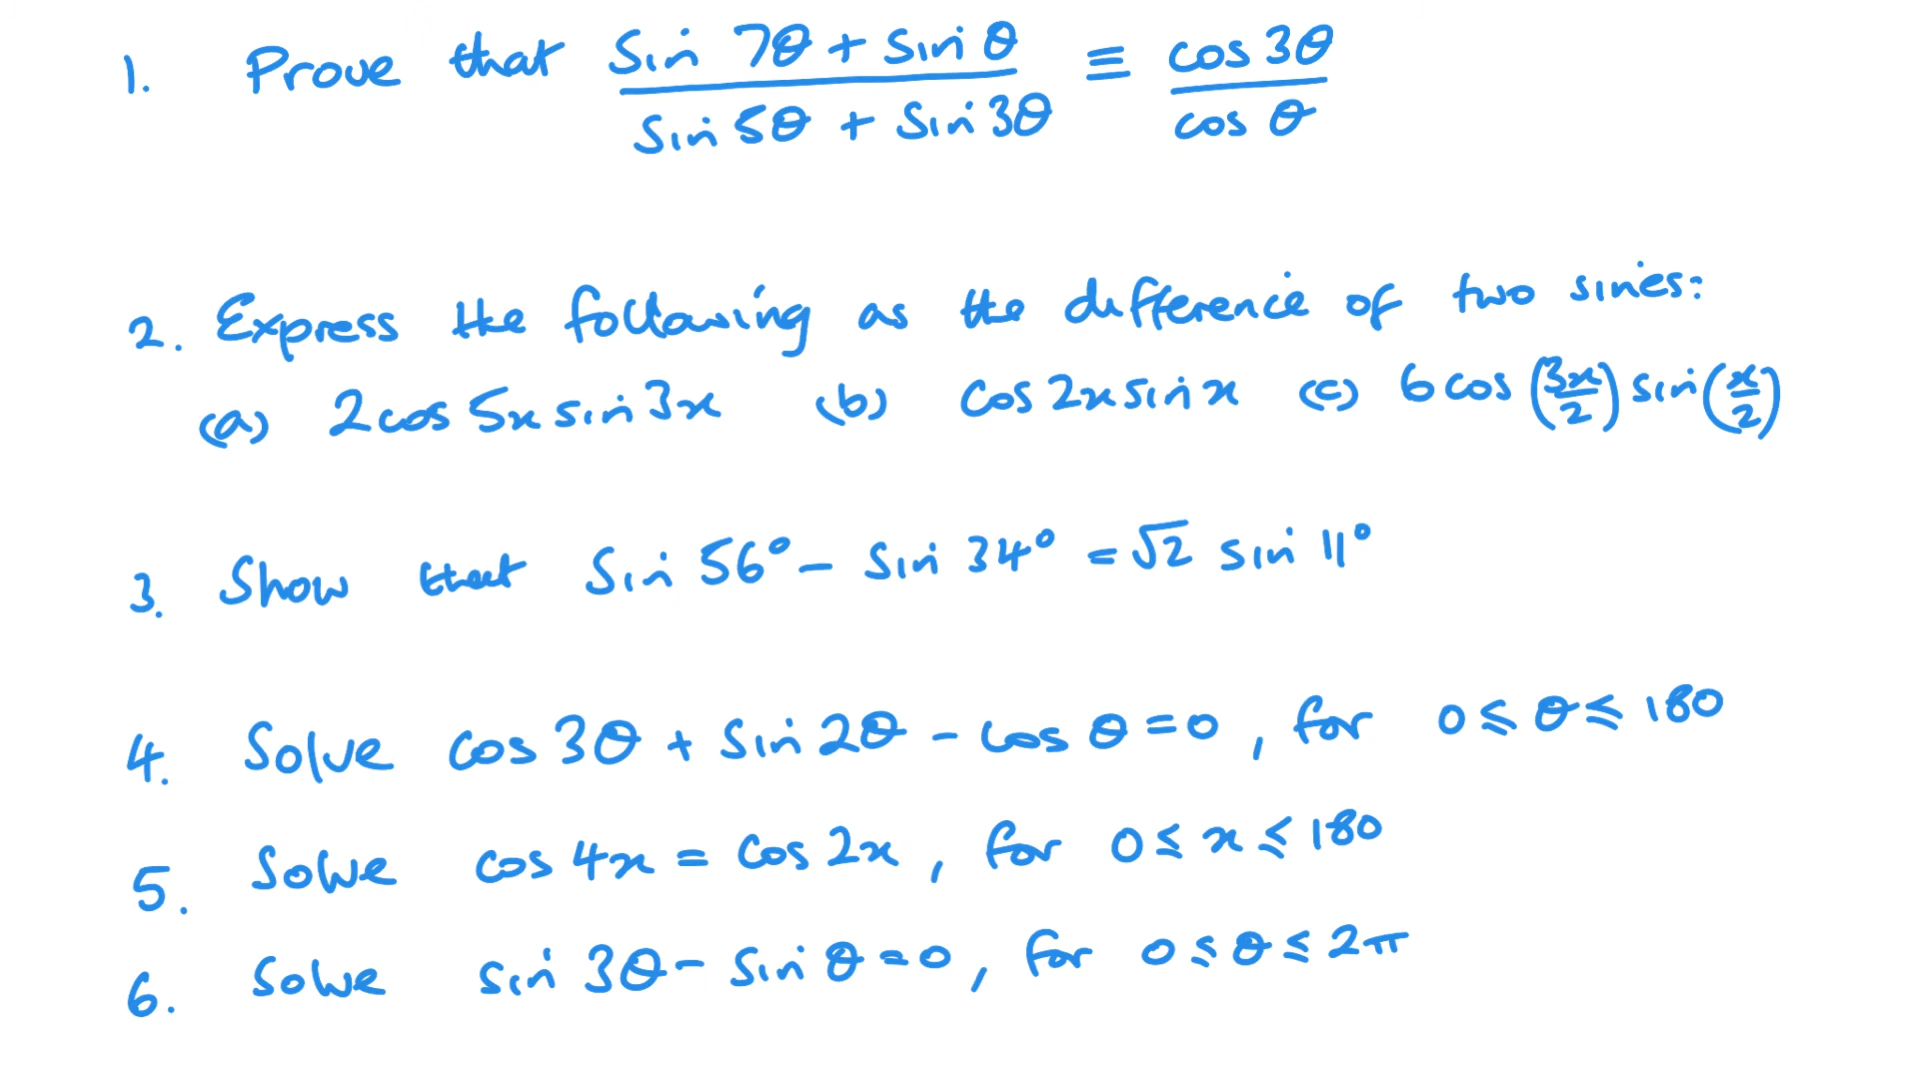 1. Prove that (sin 7θ + sin θ)/(sin 5θ + sin 3θ) ≡ (cos 3θ)/(cos θ)
2. Express the following as the difference of two sines:
(a) 2cos 5x sin 3x (b) cos 2x sin x (c) 6 cos (3x/2) sin (x/2)
3. Show that sin 56° – sin 34° = √2 sin 11°
4. Solve cos 3θ + sin 2θ – cos θ = 0, for 0 ≤ θ ≤ 180
5. Solve cos 4x = cos 2x, for 0 ≤ x ≤ 180
6. Solve sin 3θ – sin θ = 0, for 0 ≤ θ ≤ 2π